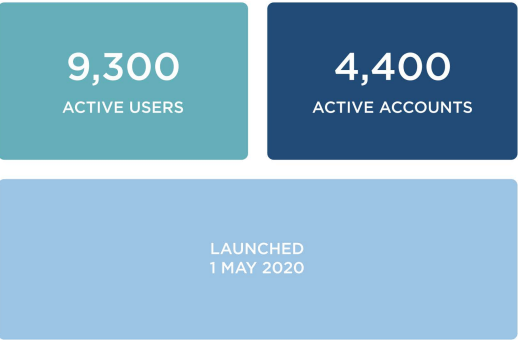 9,300
ACTIVE USERS
4,400
ACTIVE ACCOUNTS
LAUNCHED
1 MAY 2020